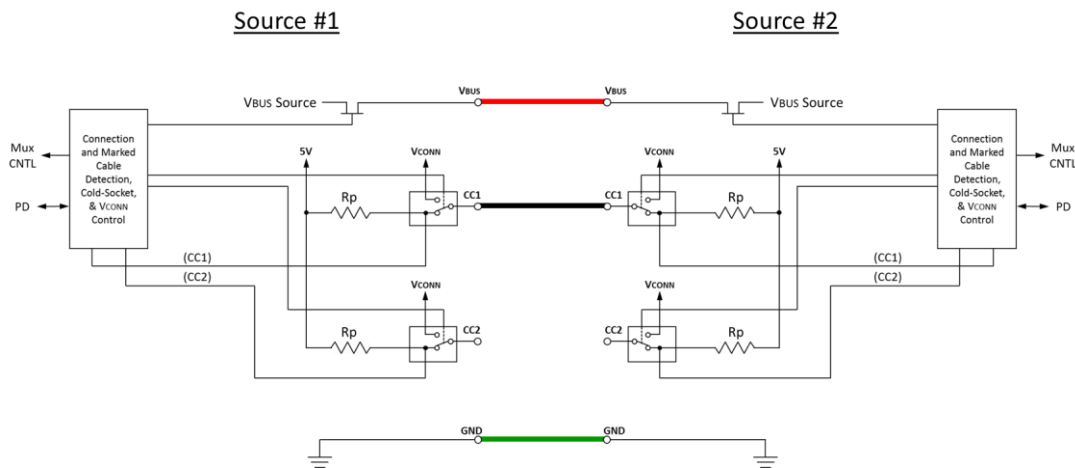 Source #1
Source #2
VBUS Source
VBUS
VBUS
VBUS Source
Mux
CNTL
PD
Connection
and Marked
Cable
Detection,
Cold-Socket,
& VCONN
Control
5V
VCONN
Rp
CC1
CC1
VCONN
5V
Rp
Connection
and Marked
Cable
Detection,
Cold-Socket,
& VCONN
Control
Mux
CNTL
PD
(CC1)
(CC2)
(CC1)
(CC2)
VCONN
Rp
CC2
CC2
VCONN
Rp
GND
GND